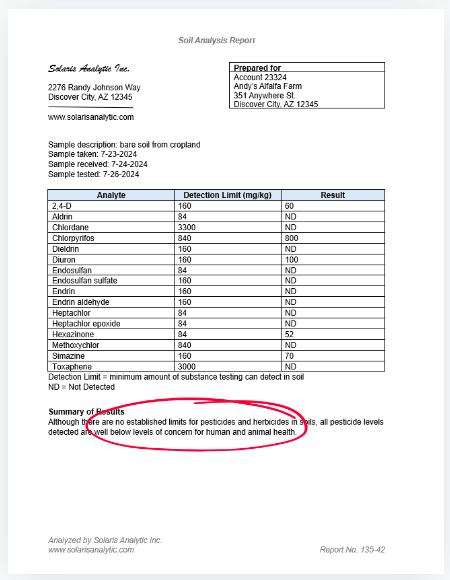 Soil Analysis Report
Solaris Analytic Inc.
2276 Randy Johnson Way
Discover City, AZ 12345
www.solarisanalytic.com
Prepared for
Account 23324
Andy's Alfalfa Farm
351 Anywhere St.
Discover City, AZ 12345
Sample description: bare soil from cropland
Sample taken: 7-23-2024
Sample received: 7-24-2024
Sample tested: 7-26-2024
Analyte Detection Limit (mg/kg) Result
2,4-D 160 60
Aldrin 84 ND
Chlordane 3300 ND
Chlorpyrifos 840 800
Dieldrin 160 ND
Diuron 160 100
Endosulfan 84 ND
Endosulfan sulfate 160 ND
Endrin 160 ND
Endrin aldehyde 160 ND
Heptachlor 84 ND
Heptachlor epoxide 84 ND
Hexazinone 84 52
Methoxychlor 840 ND
Simazine 160 70
Toxaphene 3000 ND
Detection Limit = minimum amount of substance testing can detect in soil
ND = Not Detected
Summary of Results
Although there are no established limits for pesticides and herbicides in soils, all pesticide levels
detected are well below levels of concern for human and animal health.
Analyzed by Solaris Analytic Inc.
www.solarisanalytic.com
Report No. 135-42